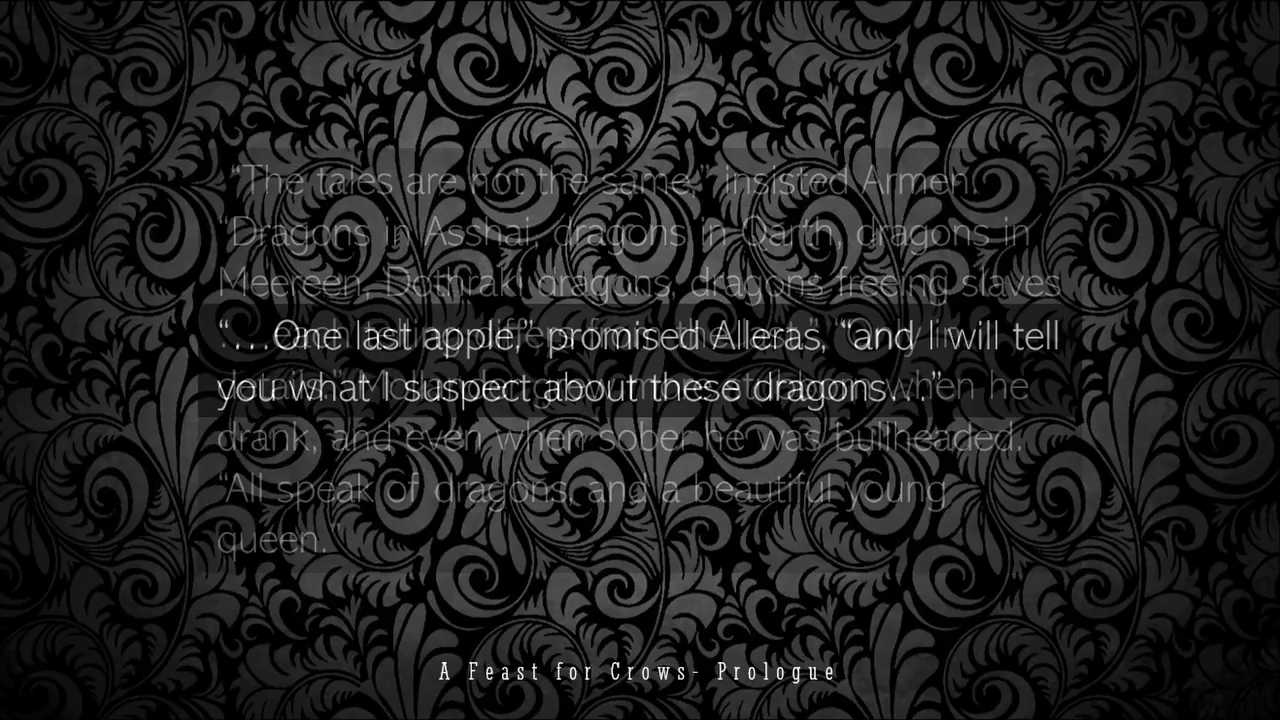 “The tales are not the same,” insisted Armen.
“Dragons in Asshai, dragons in Qarth, dragons in
Meereen, Dothraki dragons, dragons freeing slaves
“. . .One last apple,” promised Alleras, “and I will tell
you what I suspect about these dragons. . .”
when he
drank, and even when sober he was bullheaded.
“All speak of dragons, and a beautiful young
queen.”
A Feast for Crows- Prologue